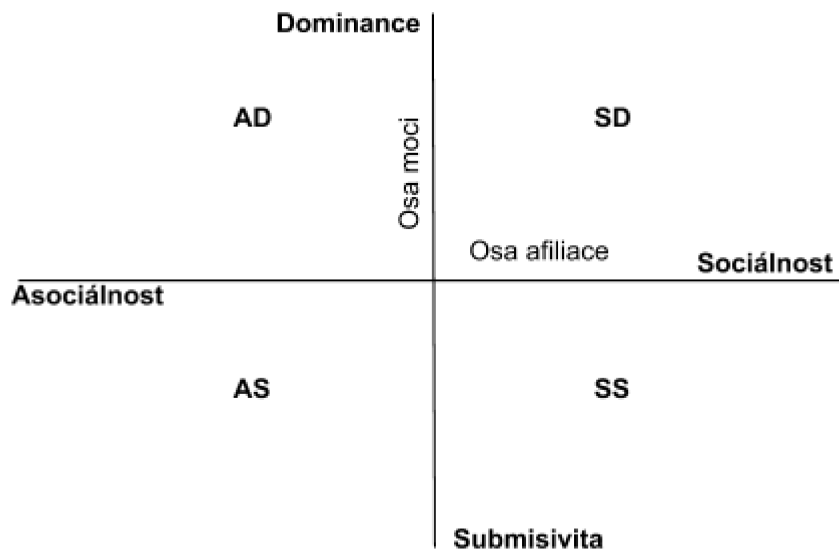 Dominance
AD
Osa moci
SD
Osa afiliace
Sociálnost
Asociálnost
AS
SS
Submisivita